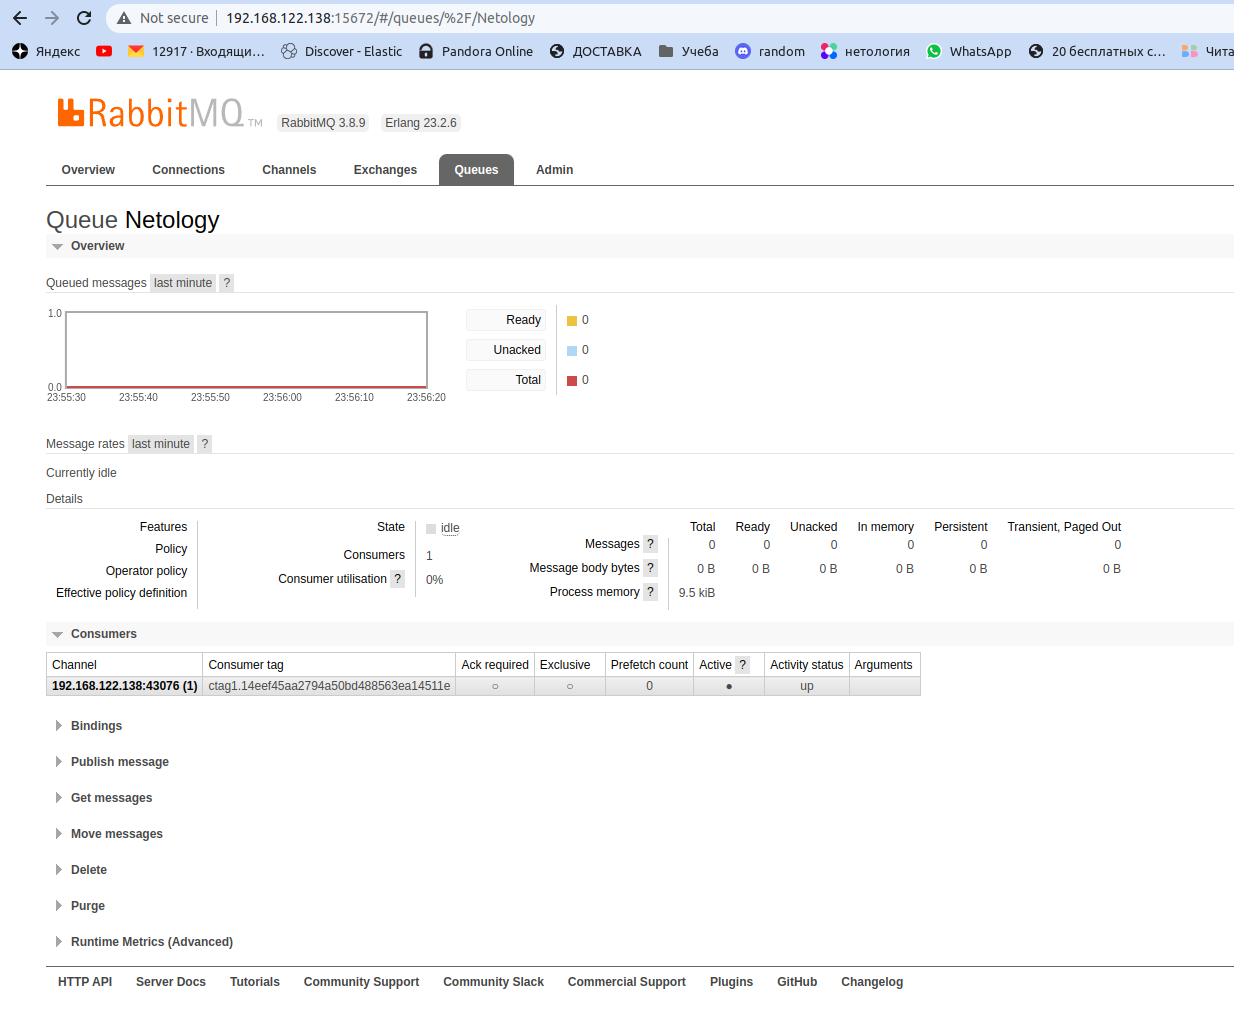 Not secure 192.168.122.138:15672/#/queues/%2F/Netology
Яндекс 12917 · Входящи... Discover - Elastic Pandora Online ДОСТАВКА Учеба random нетология WhatsApp 20 бесплатных с... Чита
RabbitMQ TM RabbitMQ 3.8.9 Erlang 23.2.6
Overview Connections Channels Exchanges Queues Admin
Queue Netology
Overview
Queued messages last minute ?
1.0
0.0
23:55:30 23:55:40 23:55:50 23:56:00 23:56:10 23:56:20
Ready 0
Unacked 0
Total 0
Message rates last minute ?
Currently idle
Details
Features
Policy
Operator policy
Effective policy definition
State idle
Consumers 1
Consumer utilisation ? 0%
Total Ready Unacked In memory Persistent Transient, Paged Out
Messages ? 0 0 0 0 0 0
Message body bytes ? 0 B 0 B 0 B 0 B 0 B 0 B
Process memory ? 9.5 kiB
Consumers
Channel Consumer tag Ack required Exclusive Prefetch count Active ? Activity status Arguments
192.168.122.138:43076 (1) ctag1.14eef45aa2794a50bd488563ea14511e ○ ○ 0 ● up
Bindings
Publish message
Get messages
Move messages
Delete
Purge
Runtime Metrics (Advanced)
HTTP API Server Docs Tutorials Community Support Community Slack Commercial Support Plugins GitHub Changelog